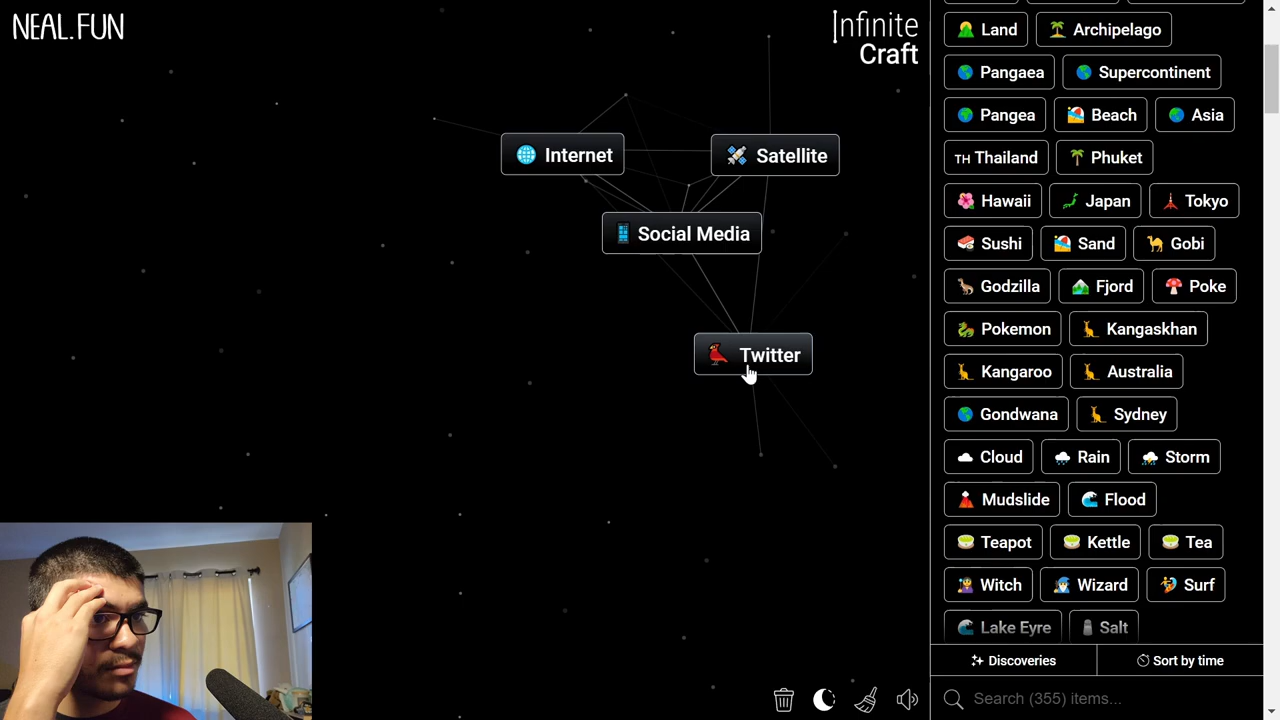 NEAL.FUN
Infinite
Craft
Internet
Satellite
Social Media
Twitter
Land
Archipelago
Pangaea
Supercontinent
Pangea
Beach
Asia
TH Thailand
Phuket
Hawaii
Japan
Tokyo
Sushi
Sand
Gobi
Godzilla
Fjord
Poke
Pokemon
Kangaskhan
Kangaroo
Australia
Gondwana
Sydney
Cloud
Rain
Storm
Mudslide
Flood
Teapot
Kettle
Tea
Witch
Wizard
Surf
Lake Eyre
Salt
Discoveries
Sort by time
Search (355) items...